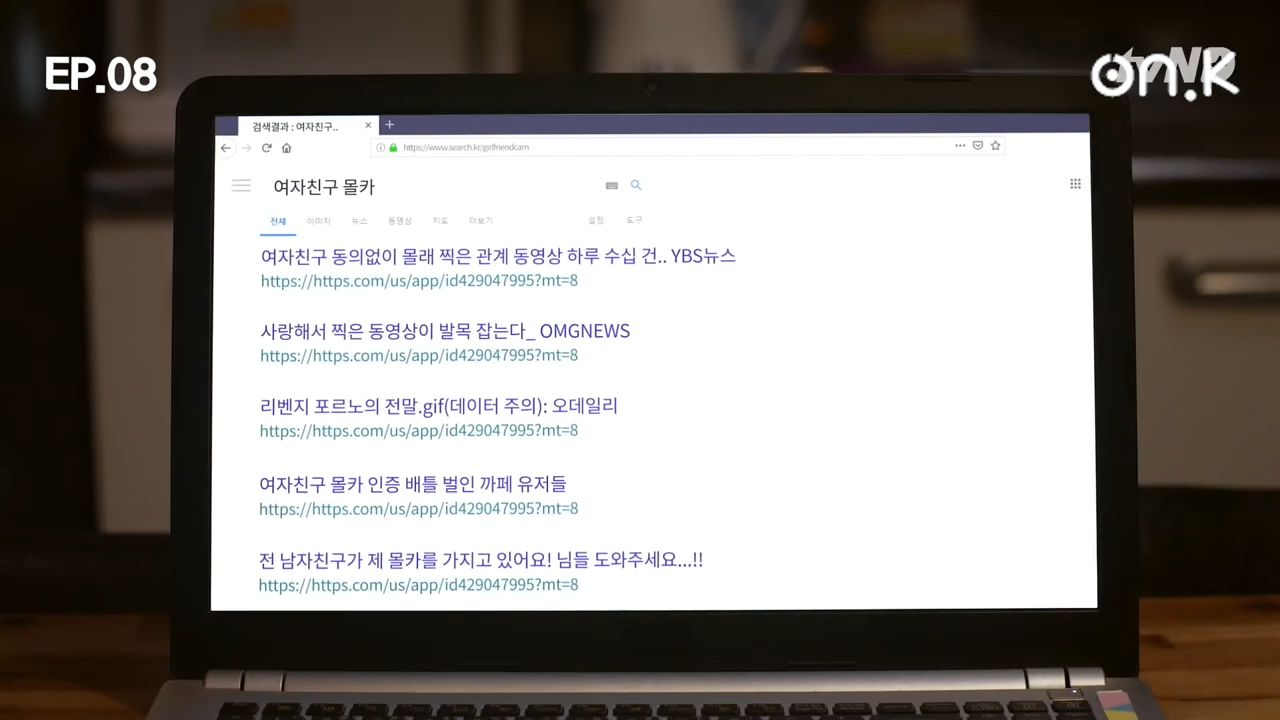 EP.08
on.K
검색결과 : 여자친구..
https://www.search.kr/girlfriendcam
여자친구 몰카
전체 이미지 뉴스 동영상 지도 더보기 설정 도구
여자친구 동의없이 몰래 찍은 관계 동영상 하루 수십 건.. YBS뉴스
https://https.com/us/app/id429047995?mt=8
사랑해서 찍은 동영상이 발목 잡는다_ OMGNEWS
https://https.com/us/app/id429047995?mt=8
리벤지 포르노의 전말.gif(데이터 주의): 오데일리
https://https.com/us/app/id429047995?mt=8
여자친구 몰카 인증 배틀 벌인 까페 유저들
https://https.com/us/app/id429047995?mt=8
전 남자친구가 제 몰카를 가지고 있어요! 님들 도와주세요...!!
https://https.com/us/app/id429047995?mt=8